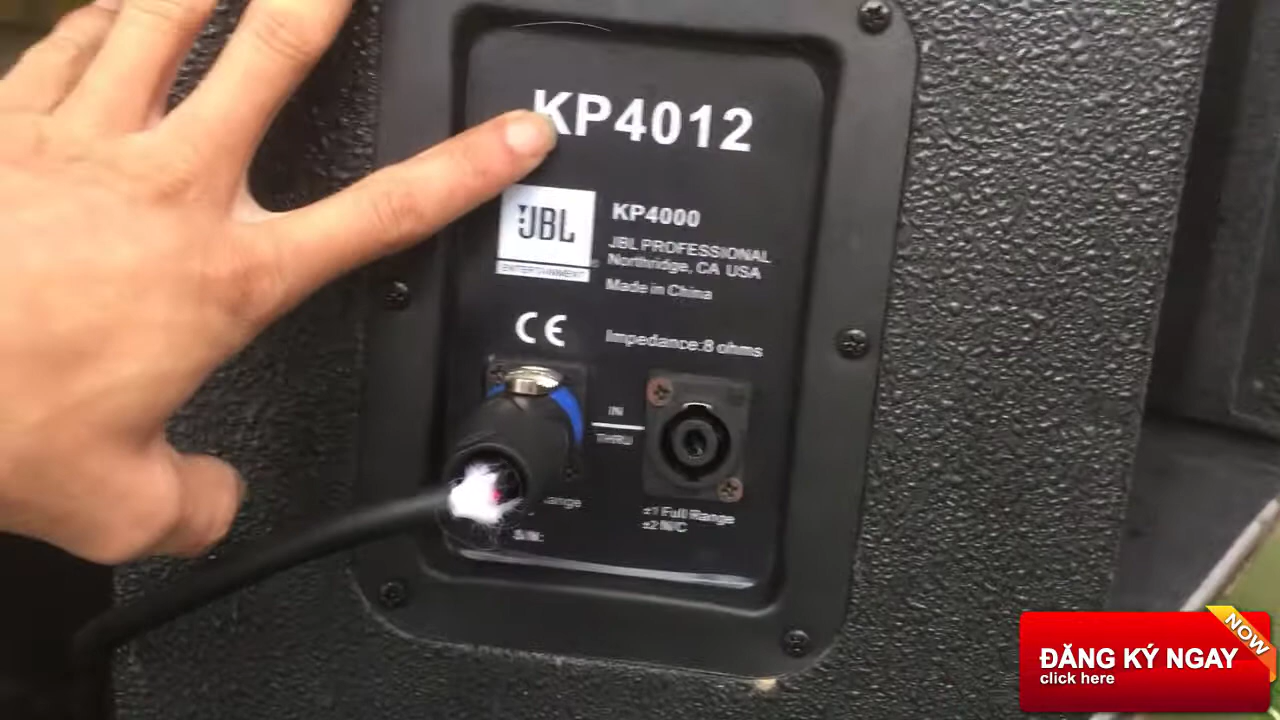 KP4012
JBL
ENTERTAINMENT
KP4000
JBL PROFESSIONAL
Northridge, CA USA
Made in China
CE
Impedance:8 ohms
IN
THRU
ange
S/N:
±1 Full Range
±2 N/C
NOW
ĐĂNG KÝ NGAY
click here